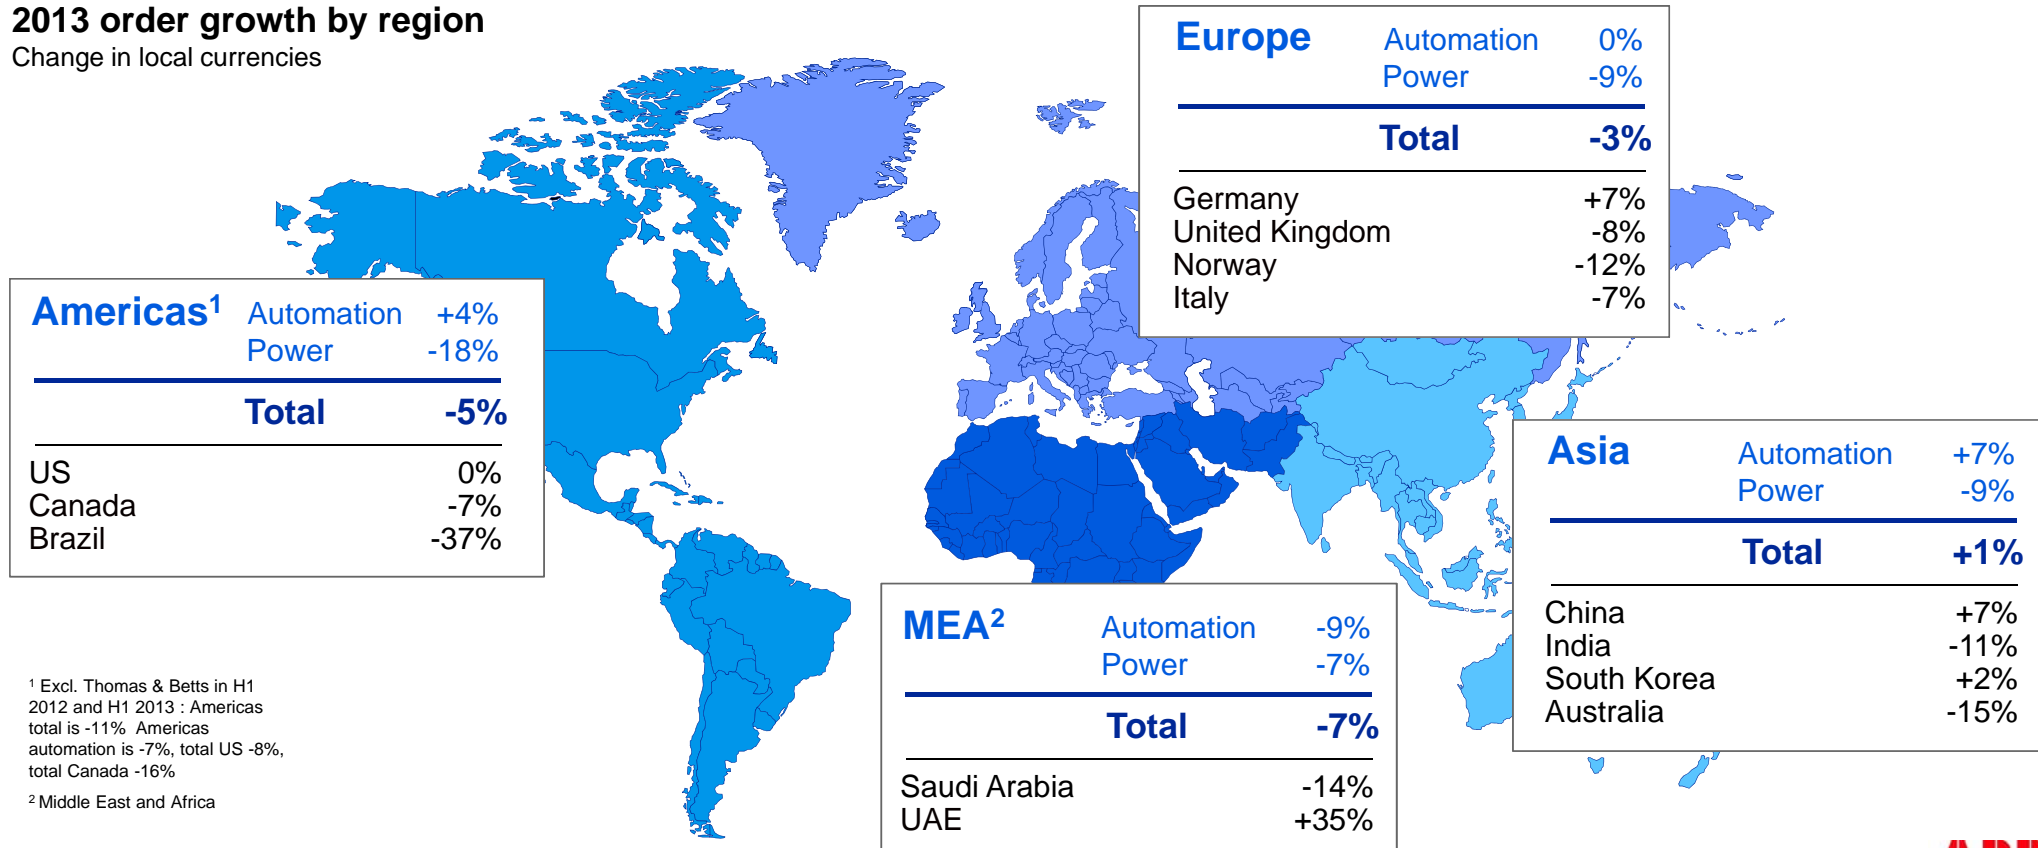 2013 order growth by region
Change in local currencies
Europe Automation 0%
Power -9%
Total -3%
Germany +7%
United Kingdom -8%
Norway -12%
Italy -7%
Americas¹ Automation +4%
Power -18%
Total -5%
US 0%
Canada -7%
Brazil -37%
Asia Automation +7%
Power -9%
Total +1%
China +7%
India -11%
South Korea +2%
Australia -15%
MEA² Automation -9%
Power -7%
Total -7%
Saudi Arabia -14%
UAE +35%
¹ Excl. Thomas & Betts in H1
2012 and H1 2013 : Americas
total is -11% Americas
automation is -7%, total US -8%,
total Canada -16%
² Middle East and Africa